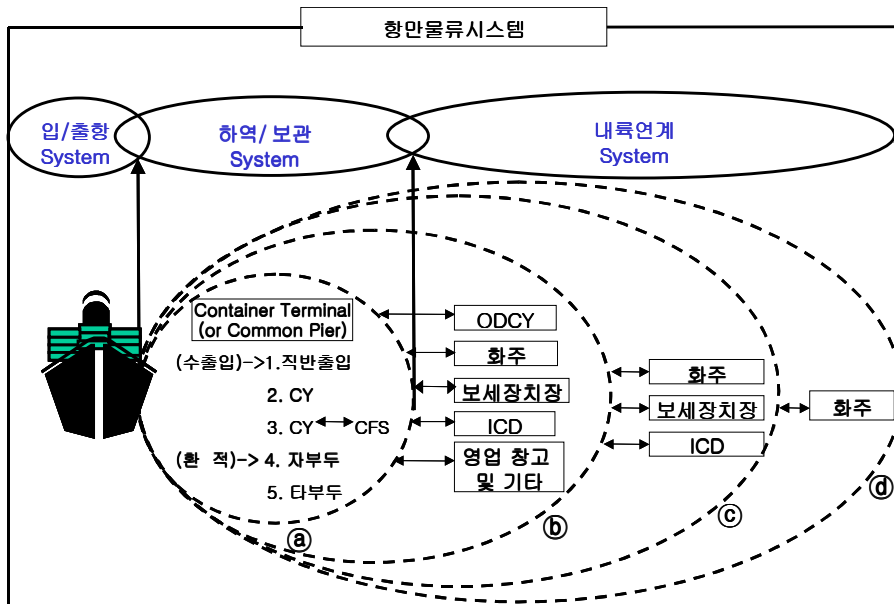 항만물류시스템
입/출항
System
하역/보관
System
내륙연계
System
Container Terminal
(or Common Pier)
(수출입)->1.직반출입
2. CY
3. CY CFS
(환 적)-> 4. 자부두
5. 타부두
ODCY
화주
보세장치장
ICD
영업 창고
및 기타
화주
보세장치장
ICD
화주
ⓐ
ⓑ
ⓒ
ⓓ